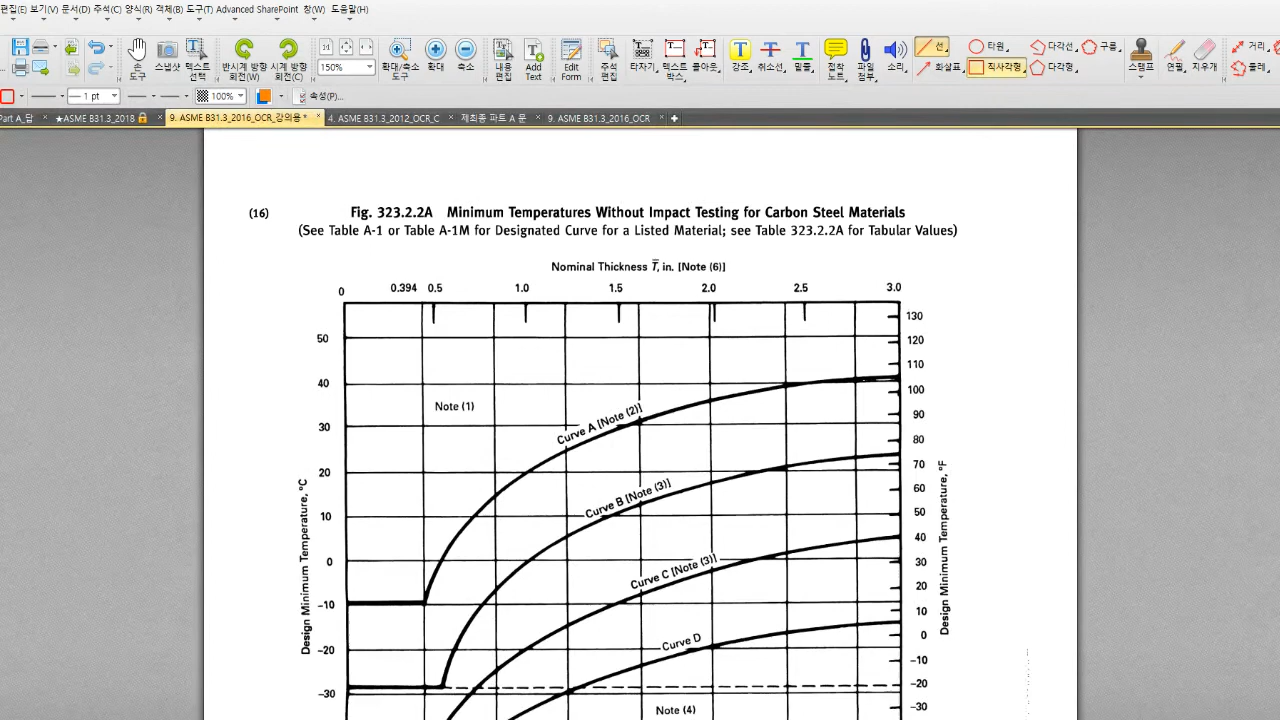 편집(E) 보기(V) 문서(D) 주석(C) 양식(R) 객체(B) 도구(T) Advanced SharePoint 창(W) 도움말(H)
도구
스냅샷
텍스트 선택
반시계 방향 회전(W)
시계 방향 회전(C)
150%
확대/축소 도구
확대
축소
내용 편집
Add Text
Edit Form
주석 편집
타자기
텍스트 박스
콜아웃
강조
취소선
밑줄
첨착 노트
파일 첨부
소리
선
화살표
타원
직사각형
다각선
다각형
구름
스탬프
연필
지우개
거리
둘레
1 pt 100% 속성(P)...
Part A_답 ★ASME B31.3_2018 9. ASME B31.3_2016_OCR_강의용 * 4. ASME B31.3_2012_OCR_C 제최종 파트 A 문 9. ASME B31.3_2016_OCR
(16) Fig. 323.2.2A Minimum Temperatures Without Impact Testing for Carbon Steel Materials
(See Table A-1 or Table A-1M for Designated Curve for a Listed Material; see Table 323.2.2A for Tabular Values)
Nominal Thickness T̅, in. [Note (6)]
0 0.394 0.5 1.0 1.5 2.0 2.5 3.0
50
40
30
20
10
0
−10
−20
−30
Design Minimum Temperature, °C
Note (1)
Curve A [Note (2)]
Curve B [Note (3)]
Curve C [Note (3)]
Curve D
Note (4)
130
120
110
100
90
80
70
60
50
40
30
20
10
0
−10
−20
−30
Design Minimum Temperature, °F